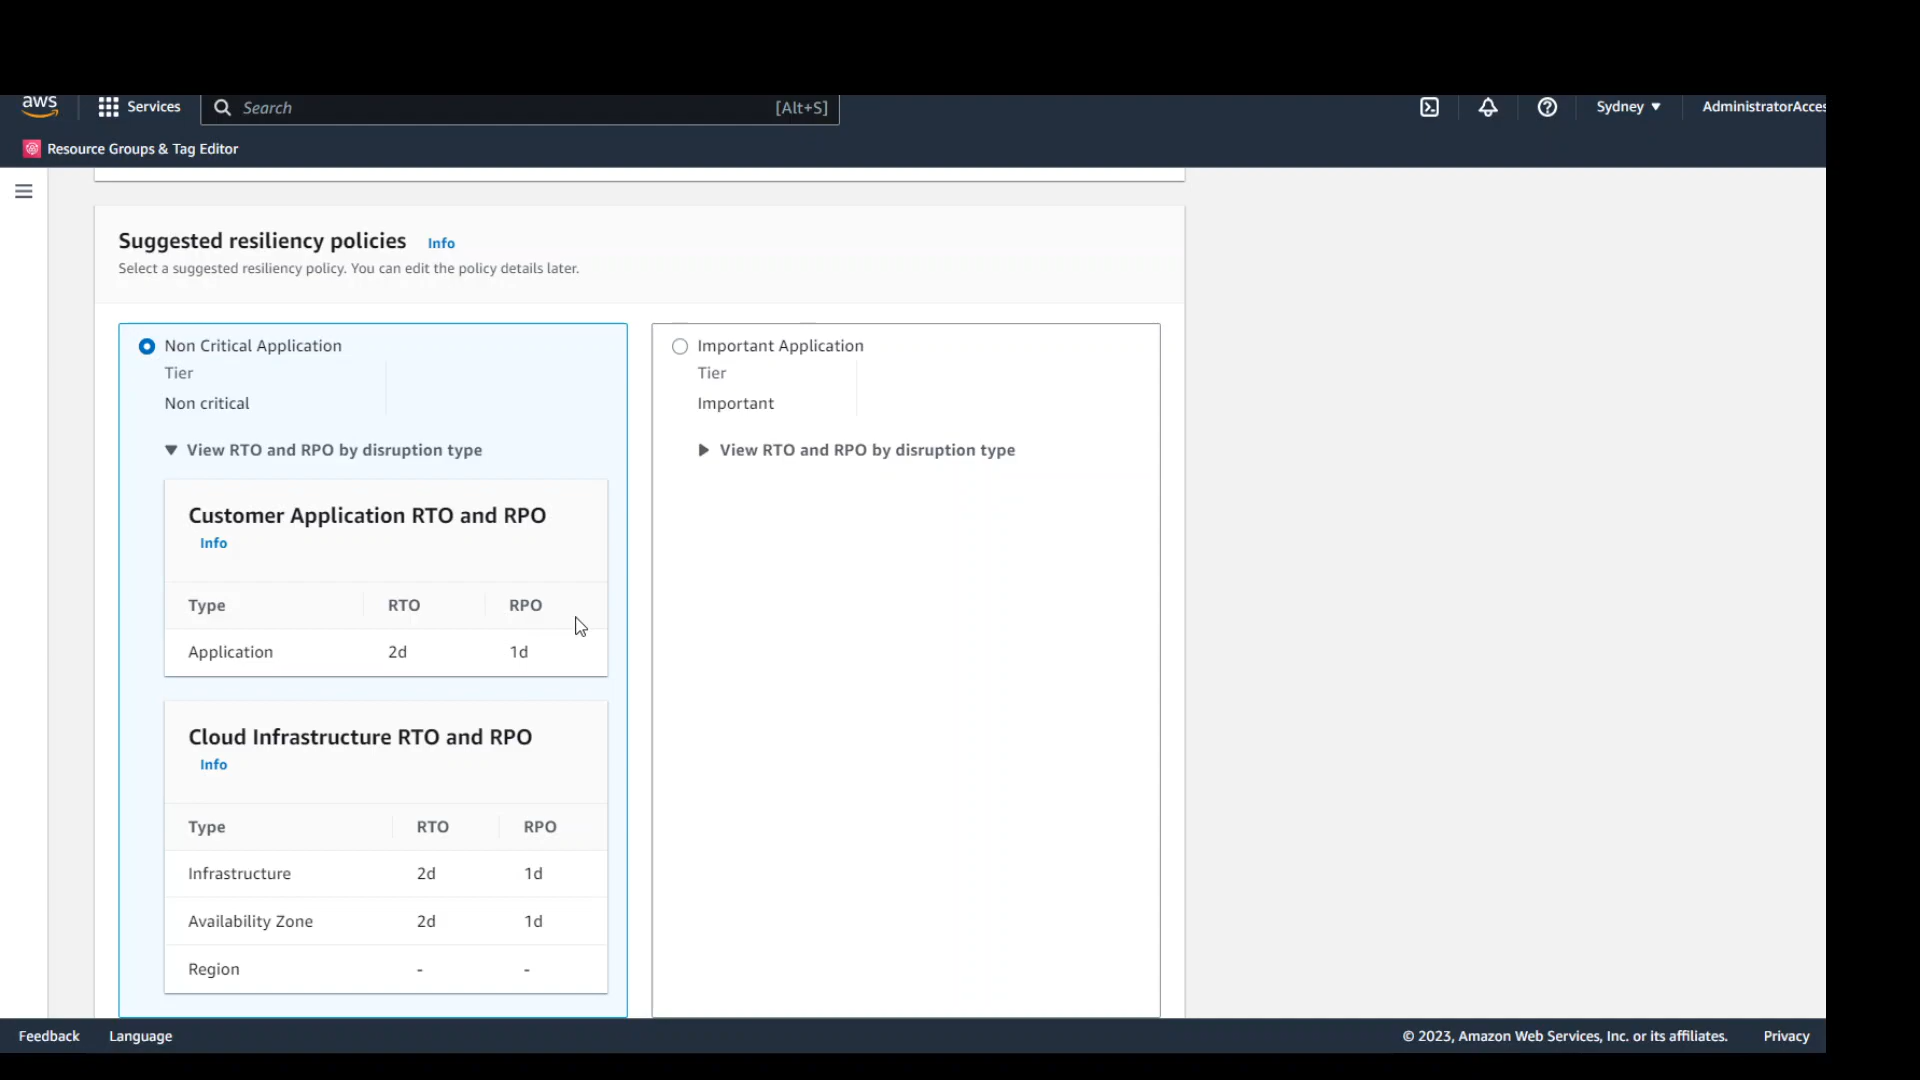 aws
Services
Search [Alt+S]
Sydney ▼
AdministratorAcces
Resource Groups & Tag Editor
Suggested resiliency policies Info
Select a suggested resiliency policy. You can edit the policy details later.
Non Critical Application
Tier
Non critical
▼ View RTO and RPO by disruption type
Customer Application RTO and RPO
Info
Type RTO RPO
Application 2d 1d
Cloud Infrastructure RTO and RPO
Info
Type RTO RPO
Infrastructure 2d 1d
Availability Zone 2d 1d
Region - -
Important Application
Tier
Important
▶ View RTO and RPO by disruption type
Feedback Language © 2023, Amazon Web Services, Inc. or its affiliates. Privacy